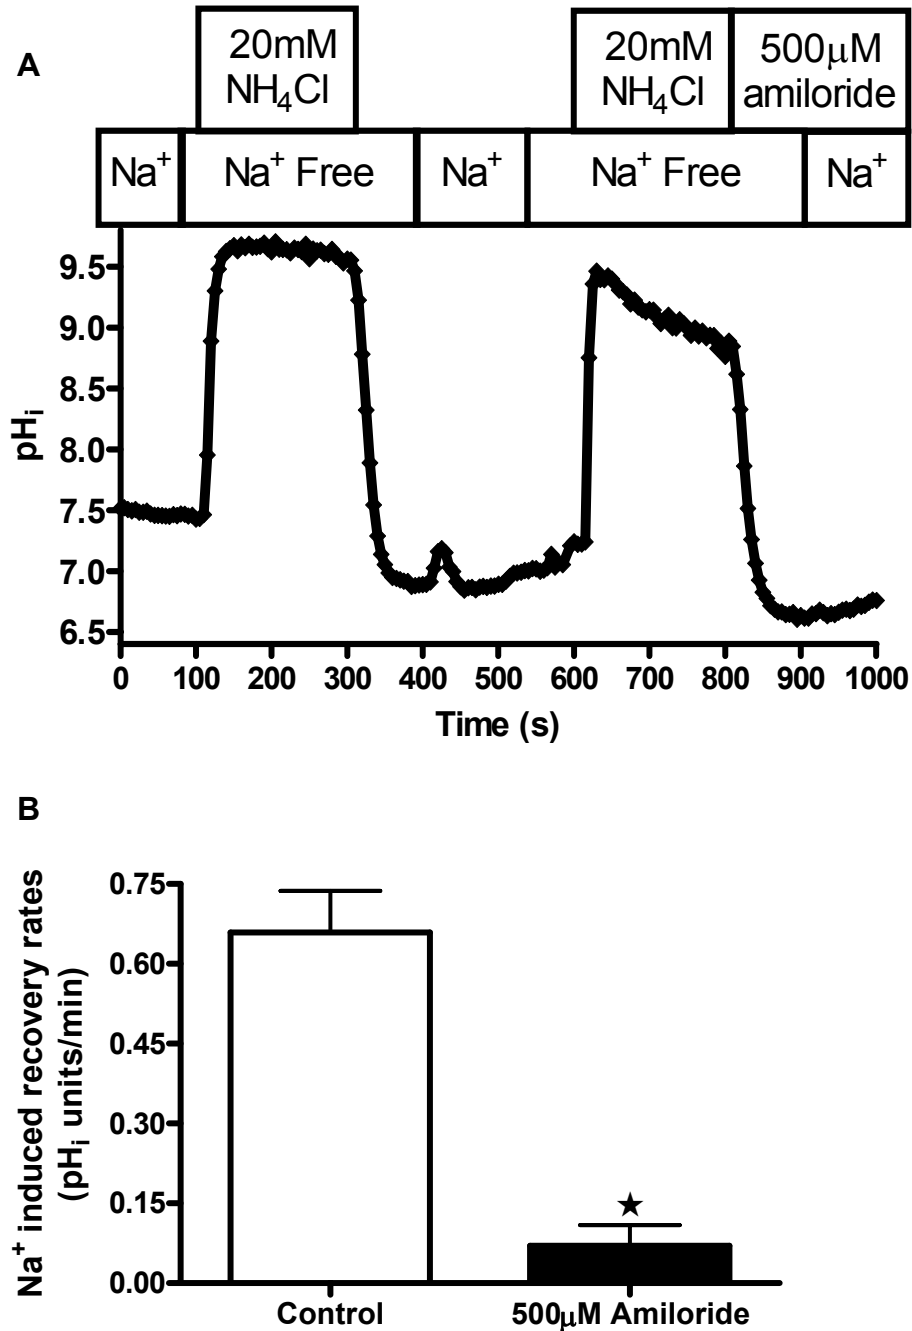 A
20mM
NH₄Cl
20mM
NH₄Cl
500µM
amiloride
Na⁺
Na⁺ Free
Na⁺
Na⁺ Free
Na⁺
pHᵢ
9.5
9.0
8.5
8.0
7.5
7.0
6.5
0 100 200 300 400 500 600 700 800 900 1000
Time (s)
B
Na⁺ induced recovery rates
(pHᵢ units/min)
0.75
0.60
0.45
0.30
0.15
0.00
★
Control 500µM Amiloride